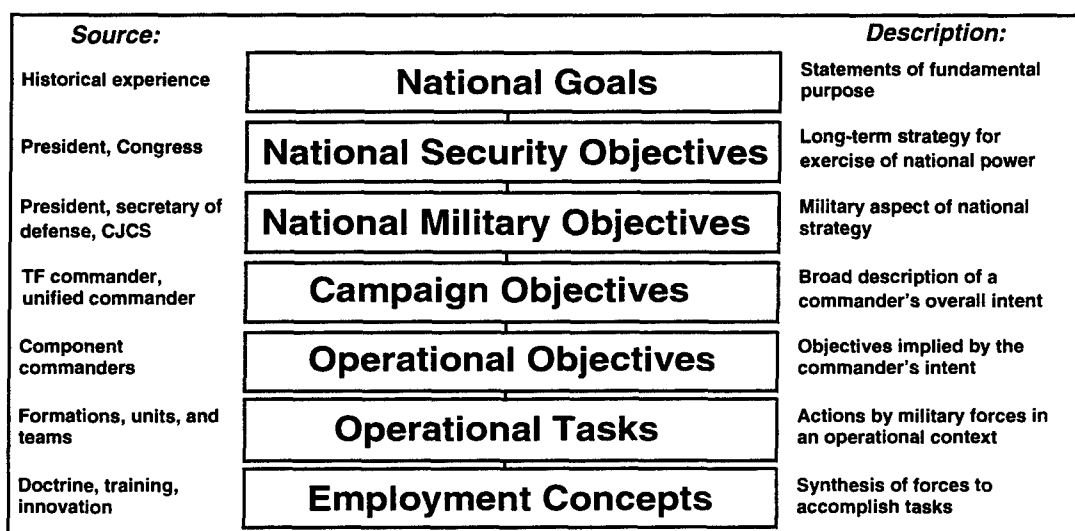 Source:
Description:
Historical experience
National Goals
Statements of fundamental
purpose
President, Congress
National Security Objectives
Long-term strategy for
exercise of national power
President, secretary of
defense, CJCS
National Military Objectives
Military aspect of national
strategy
TF commander,
unified commander
Campaign Objectives
Broad description of a
commander's overall intent
Component
commanders
Operational Objectives
Objectives implied by the
commander's intent
Formations, units, and
teams
Operational Tasks
Actions by military forces in
an operational context
Doctrine, training,
innovation
Employment Concepts
Synthesis of forces to
accomplish tasks